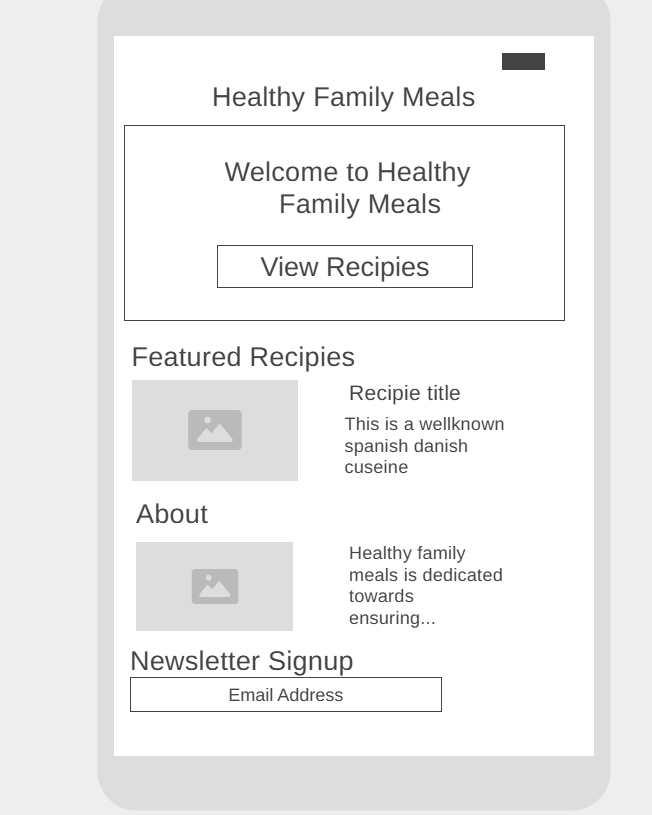 Healthy Family Meals
Welcome to Healthy
Family Meals
View Recipies
Featured Recipies
Recipie title
This is a wellknown
spanish danish
cuseine
About
Healthy family
meals is dedicated
towards
ensuring...
Newsletter Signup
Email Address